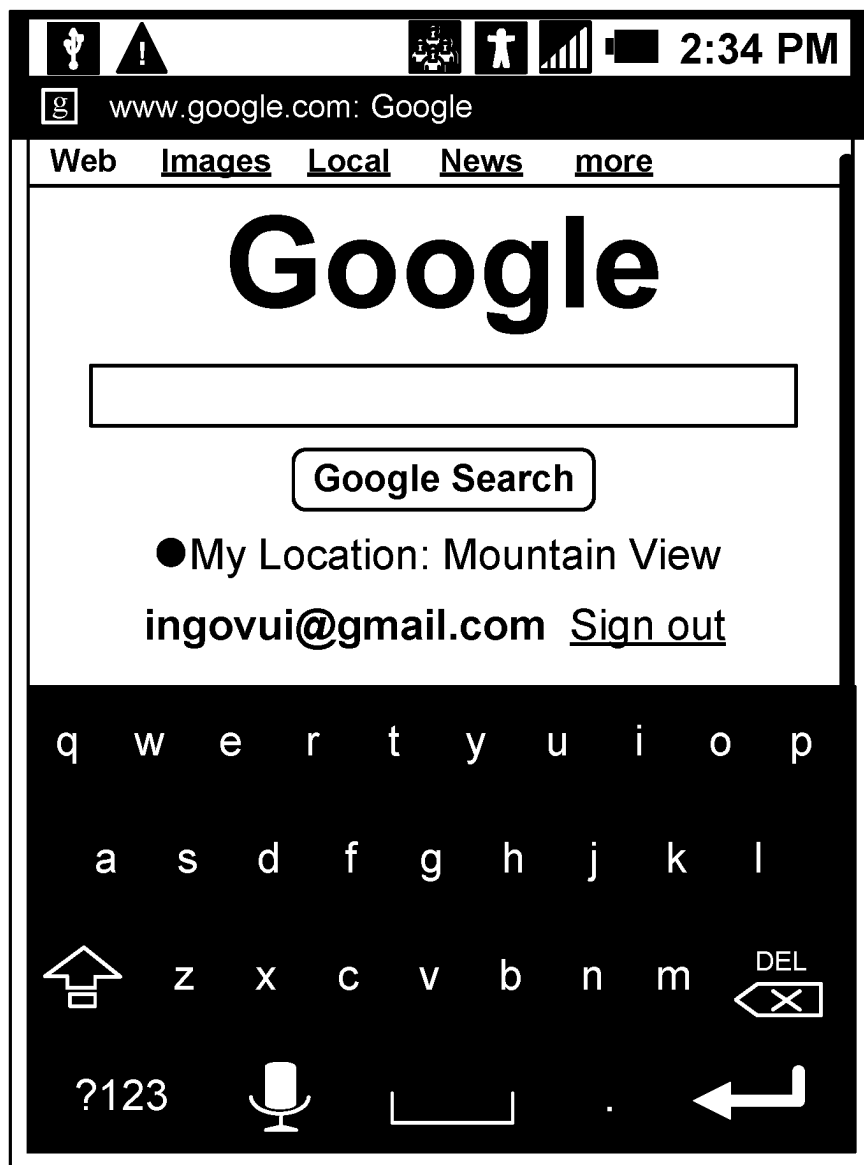 2:34 PM
g www.google.com: Google
Web Images Local News more
Google
Google Search
My Location: Mountain View
ingovui@gmail.com Sign out
q w e r t y u i o p
a s d f g h j k l
z x c v b n m DEL
?123 .